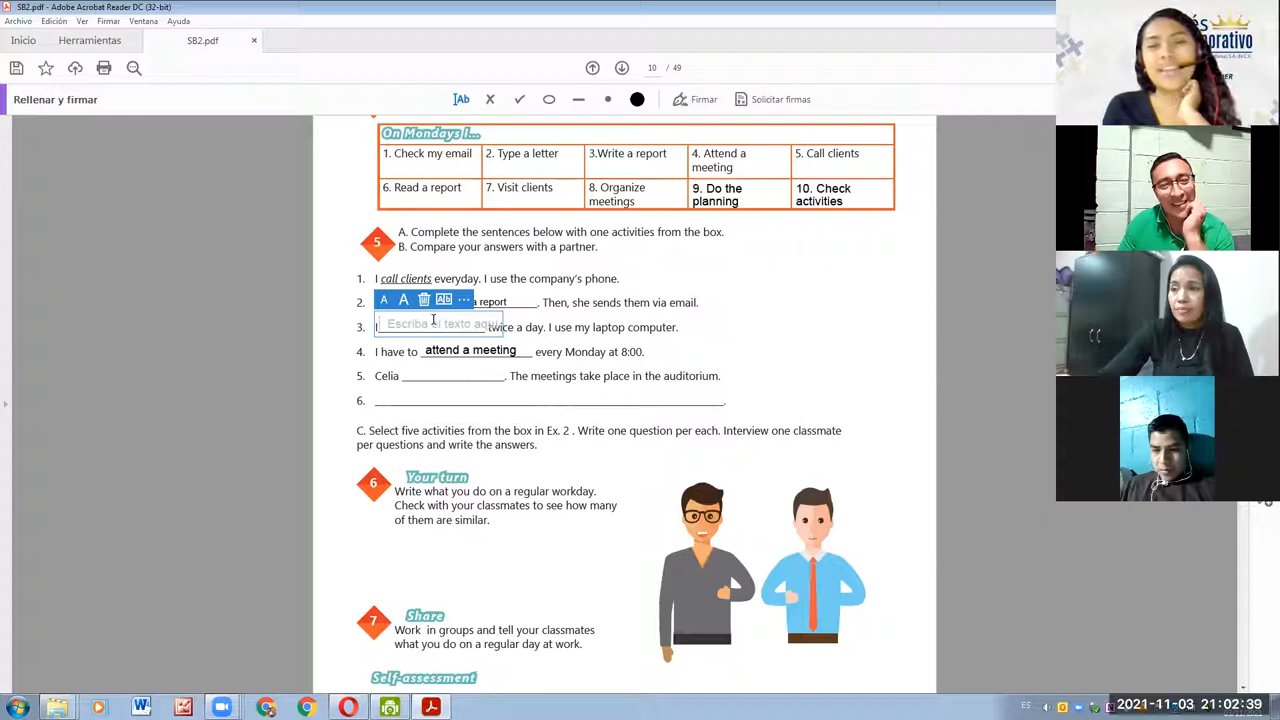 SB2.pdf - Adobe Acrobat Reader DC (32-bit)
Archivo Edición Ver Firmar Ventana Ayuda
Inicio Herramientas SB2.pdf ×
10 / 49
Rellenar y firmar
Ab Firmar Solicitar firmas
On Mondays I...
1. Check my email 2. Type a letter 3.Write a report 4. Attend a meeting 5. Call clients
6. Read a report 7. Visit clients 8. Organize meetings 9. Do the planning 10. Check activities
5 A. Complete the sentences below with one activities from the box.
B. Compare your answers with a partner.
1. I call clients everyday. I use the company's phone.
A A Ab ...
2. a report. Then, she sends them via email.
Escriba el texto aquí
3. I twice a day. I use my laptop computer.
4. I have to attend a meeting every Monday at 8:00.
5. Celia ____. The meetings take place in the auditorium.
6. ____.
C. Select five activities from the box in Ex. 2 . Write one question per each. Interview one classmate
per questions and write the answers.
6 Your turn
Write what you do on a regular workday.
Check with your classmates to see how many
of them are similar.
7 Share
Work in groups and tell your classmates
what you do on a regular day at work.
Self-assessment
ES
2021-11-03 21:02:39